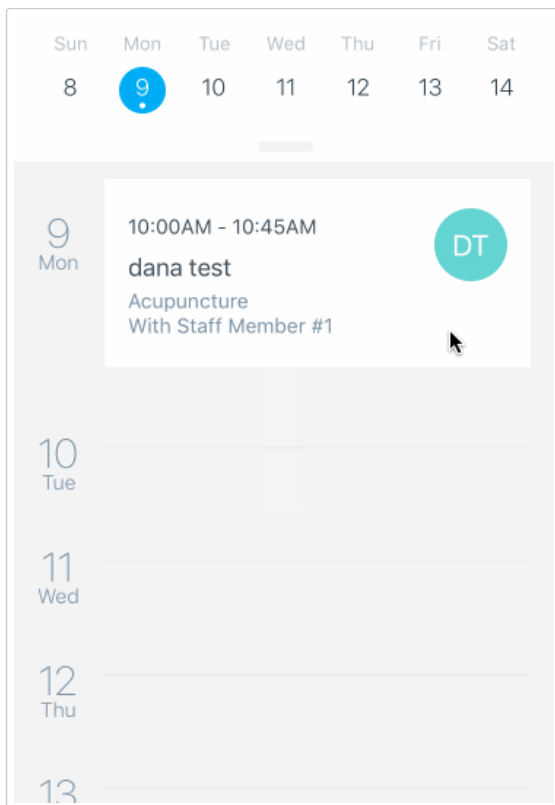 Sun Mon Tue Wed Thu Fri Sat
8 9 10 11 12 13 14
9
Mon
10:00AM - 10:45AM
DT
dana test
Acupuncture
With Staff Member #1
10
Tue
11
Wed
12
Thu
13